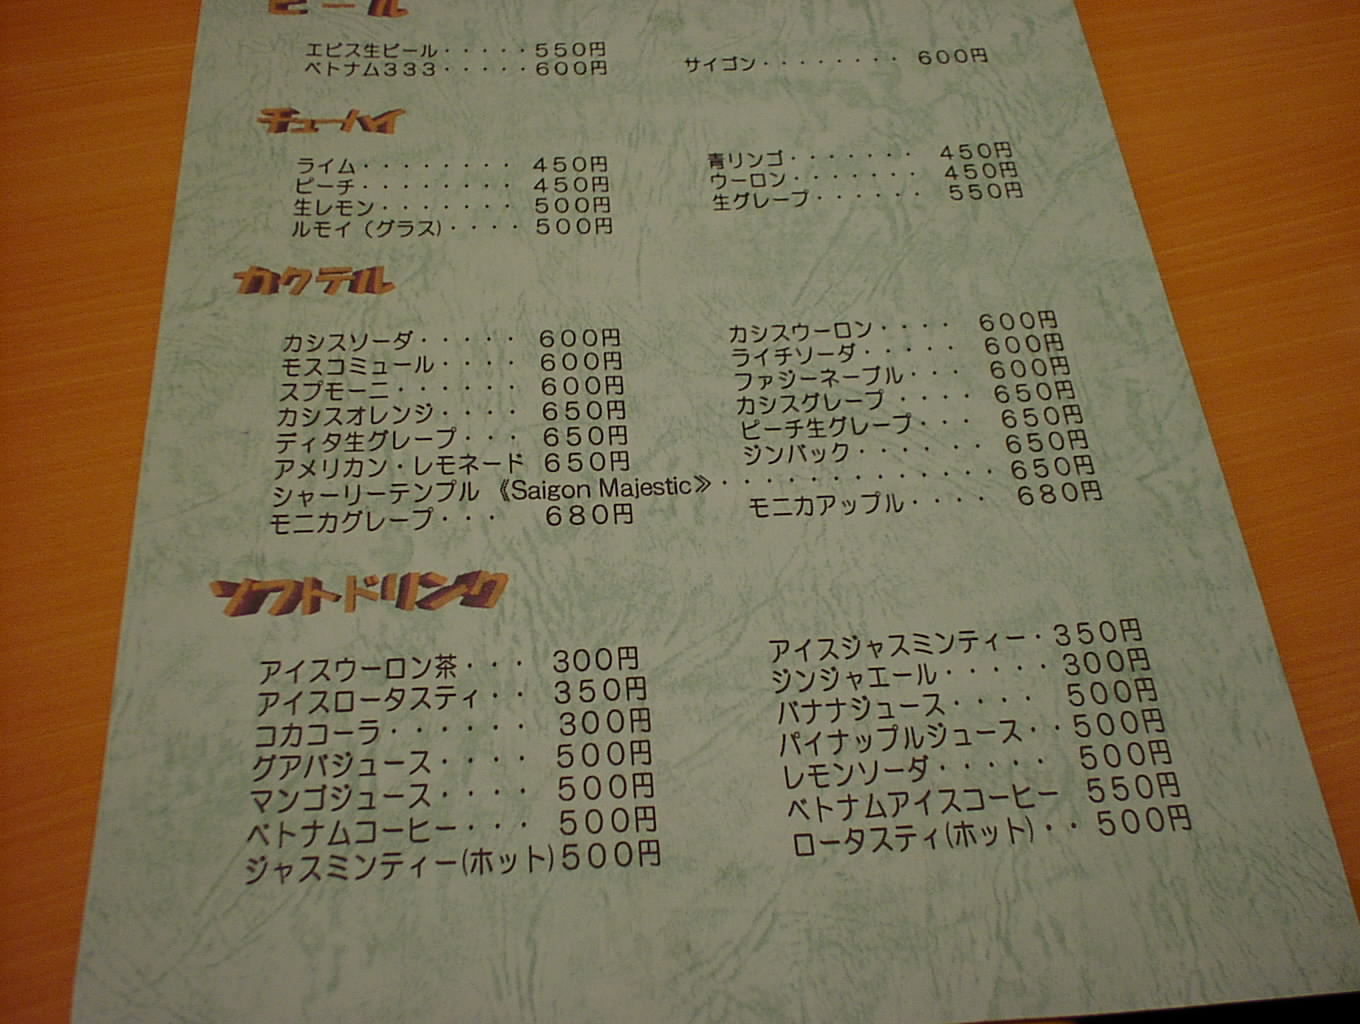 ビール
エビス生ビール・・・・・550円
ベトナム333・・・・・600円
サイゴン・・・・・・・・600円
チューハイ
ライム・・・・・・・・450円
ピーチ・・・・・・・・450円
生レモン・・・・・・・500円
ルモイ（グラス）・・・・500円
青リンゴ・・・・・・・450円
ウーロン・・・・・・・450円
生グレープ・・・・・・550円
カクテル
カシスソーダ・・・・・600円
モスコミュール・・・・600円
スプモーニ・・・・・・600円
カシスオレンジ・・・・650円
ディタ生グレープ・・・650円
アメリカン・レモネード 650円
カシスウーロン・・・・600円
ライチソーダ・・・・・600円
ファジーネーブル・・・600円
カシスグレープ・・・・650円
ピーチ生グレープ・・・650円
ジンバック・・・・・・650円
シャーリーテンプル《Saigon Majestic》・・・・・・・・・・・・・650円
モニカグレープ・・・680円
モニカアップル・・・・680円
ソフトドリンク
アイスウーロン茶・・・300円
アイスロータスティ・・350円
コカコーラ・・・・・・300円
グアバジュース・・・・500円
マンゴジュース・・・・500円
ベトナムコーヒー・・・500円
ジャスミンティー(ホット)500円
アイスジャスミンティー・350円
ジンジャエール・・・・・300円
バナナジュース・・・・500円
パイナップルジュース・・500円
レモンソーダ・・・・・500円
ベトナムアイスコーヒー 550円
ロータスティ(ホット)・・500円